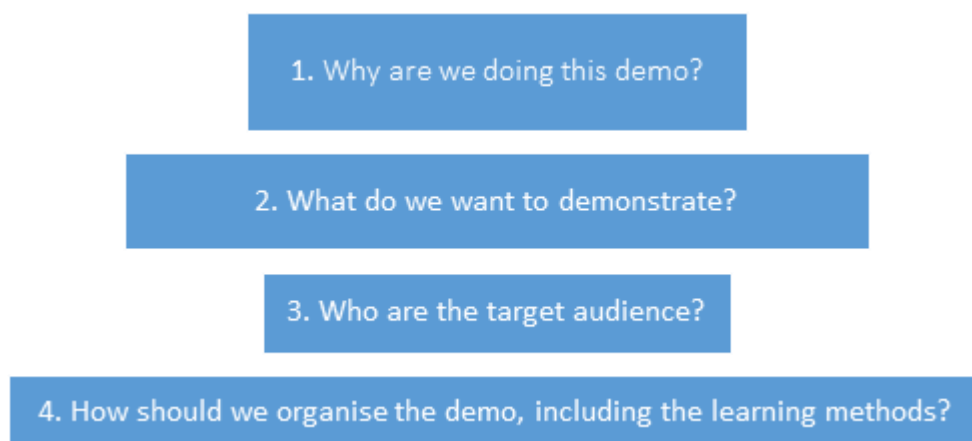 1. Why are we doing this demo?
2. What do we want to demonstrate?
3. Who are the target audience?
4. How should we organise the demo, including the learning methods?